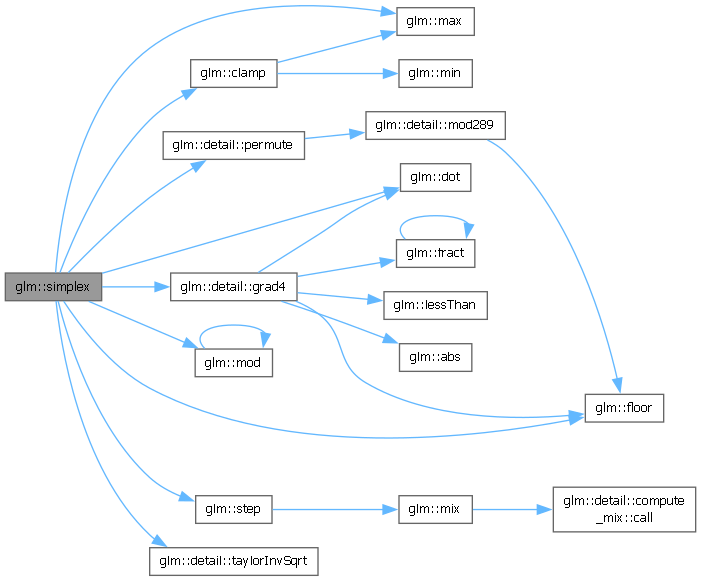 glm::max
glm::clamp
glm::min
glm::detail::mod289
glm::detail::permute
glm::dot
glm::fract
glm::simplex
glm::detail::grad4
glm::lessThan
glm::mod
glm::abs
glm::floor
glm::step
glm::mix
glm::detail::compute
_mix::call
glm::detail::taylorInvSqrt